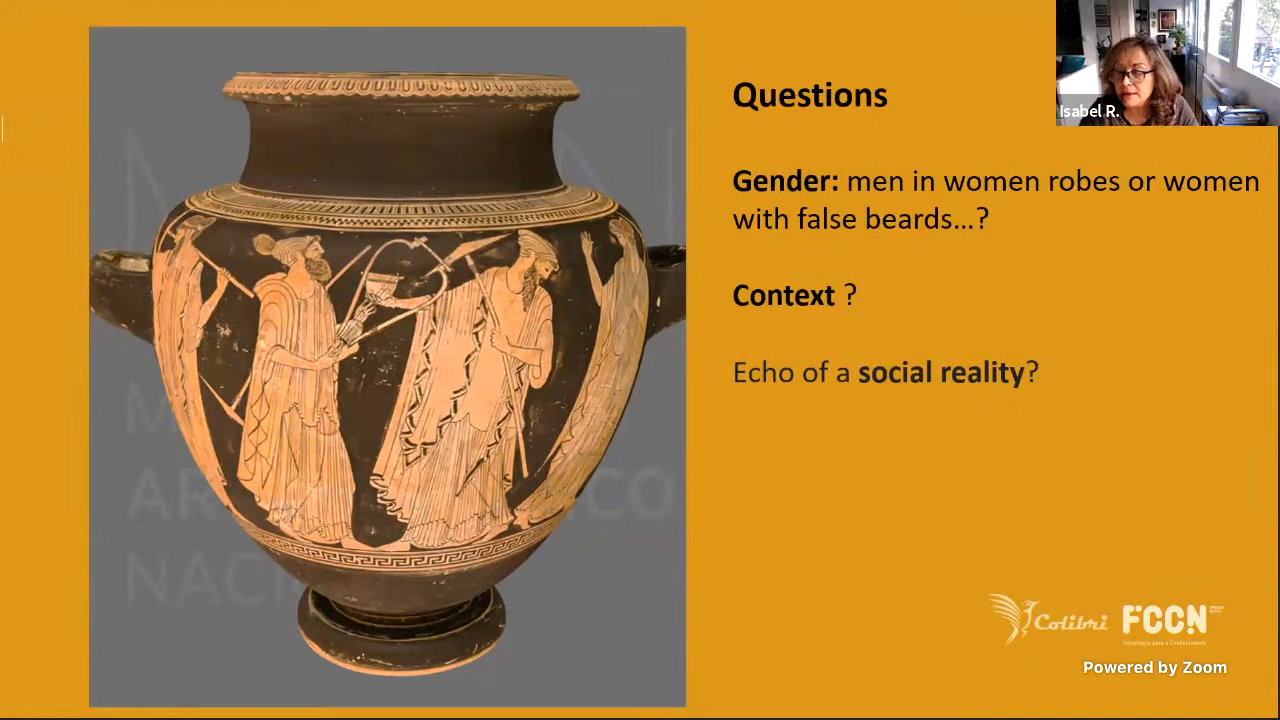 Questions
Isabel R.
Gender: men in women robes or women
with false beards...?
Context ?
Echo of a social reality?
Colibri FCCN
Powered by Zoom